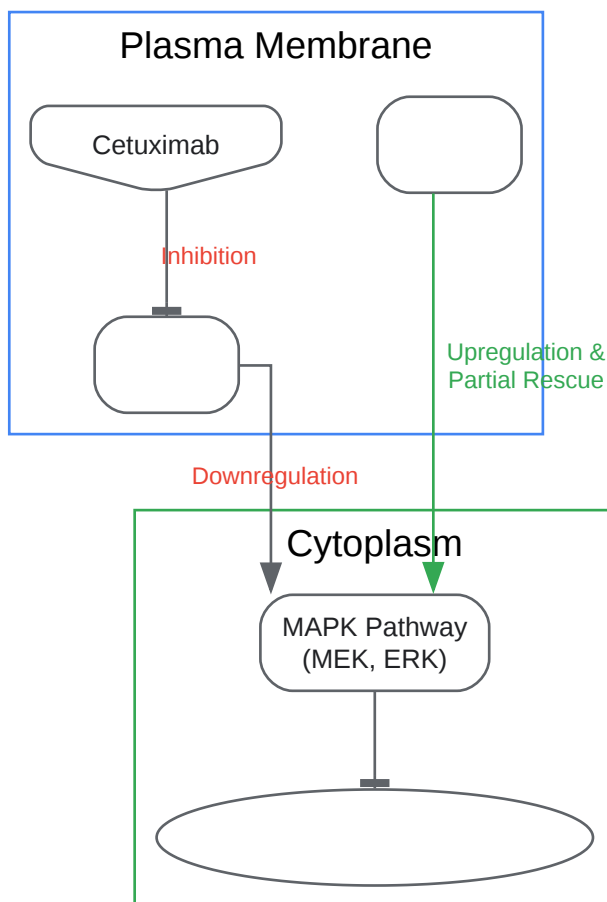 Plasma Membrane
Cetuximab
Inhibition
Upregulation &
Partial Rescue
Downregulation
Cytoplasm
MAPK Pathway
(MEK, ERK)